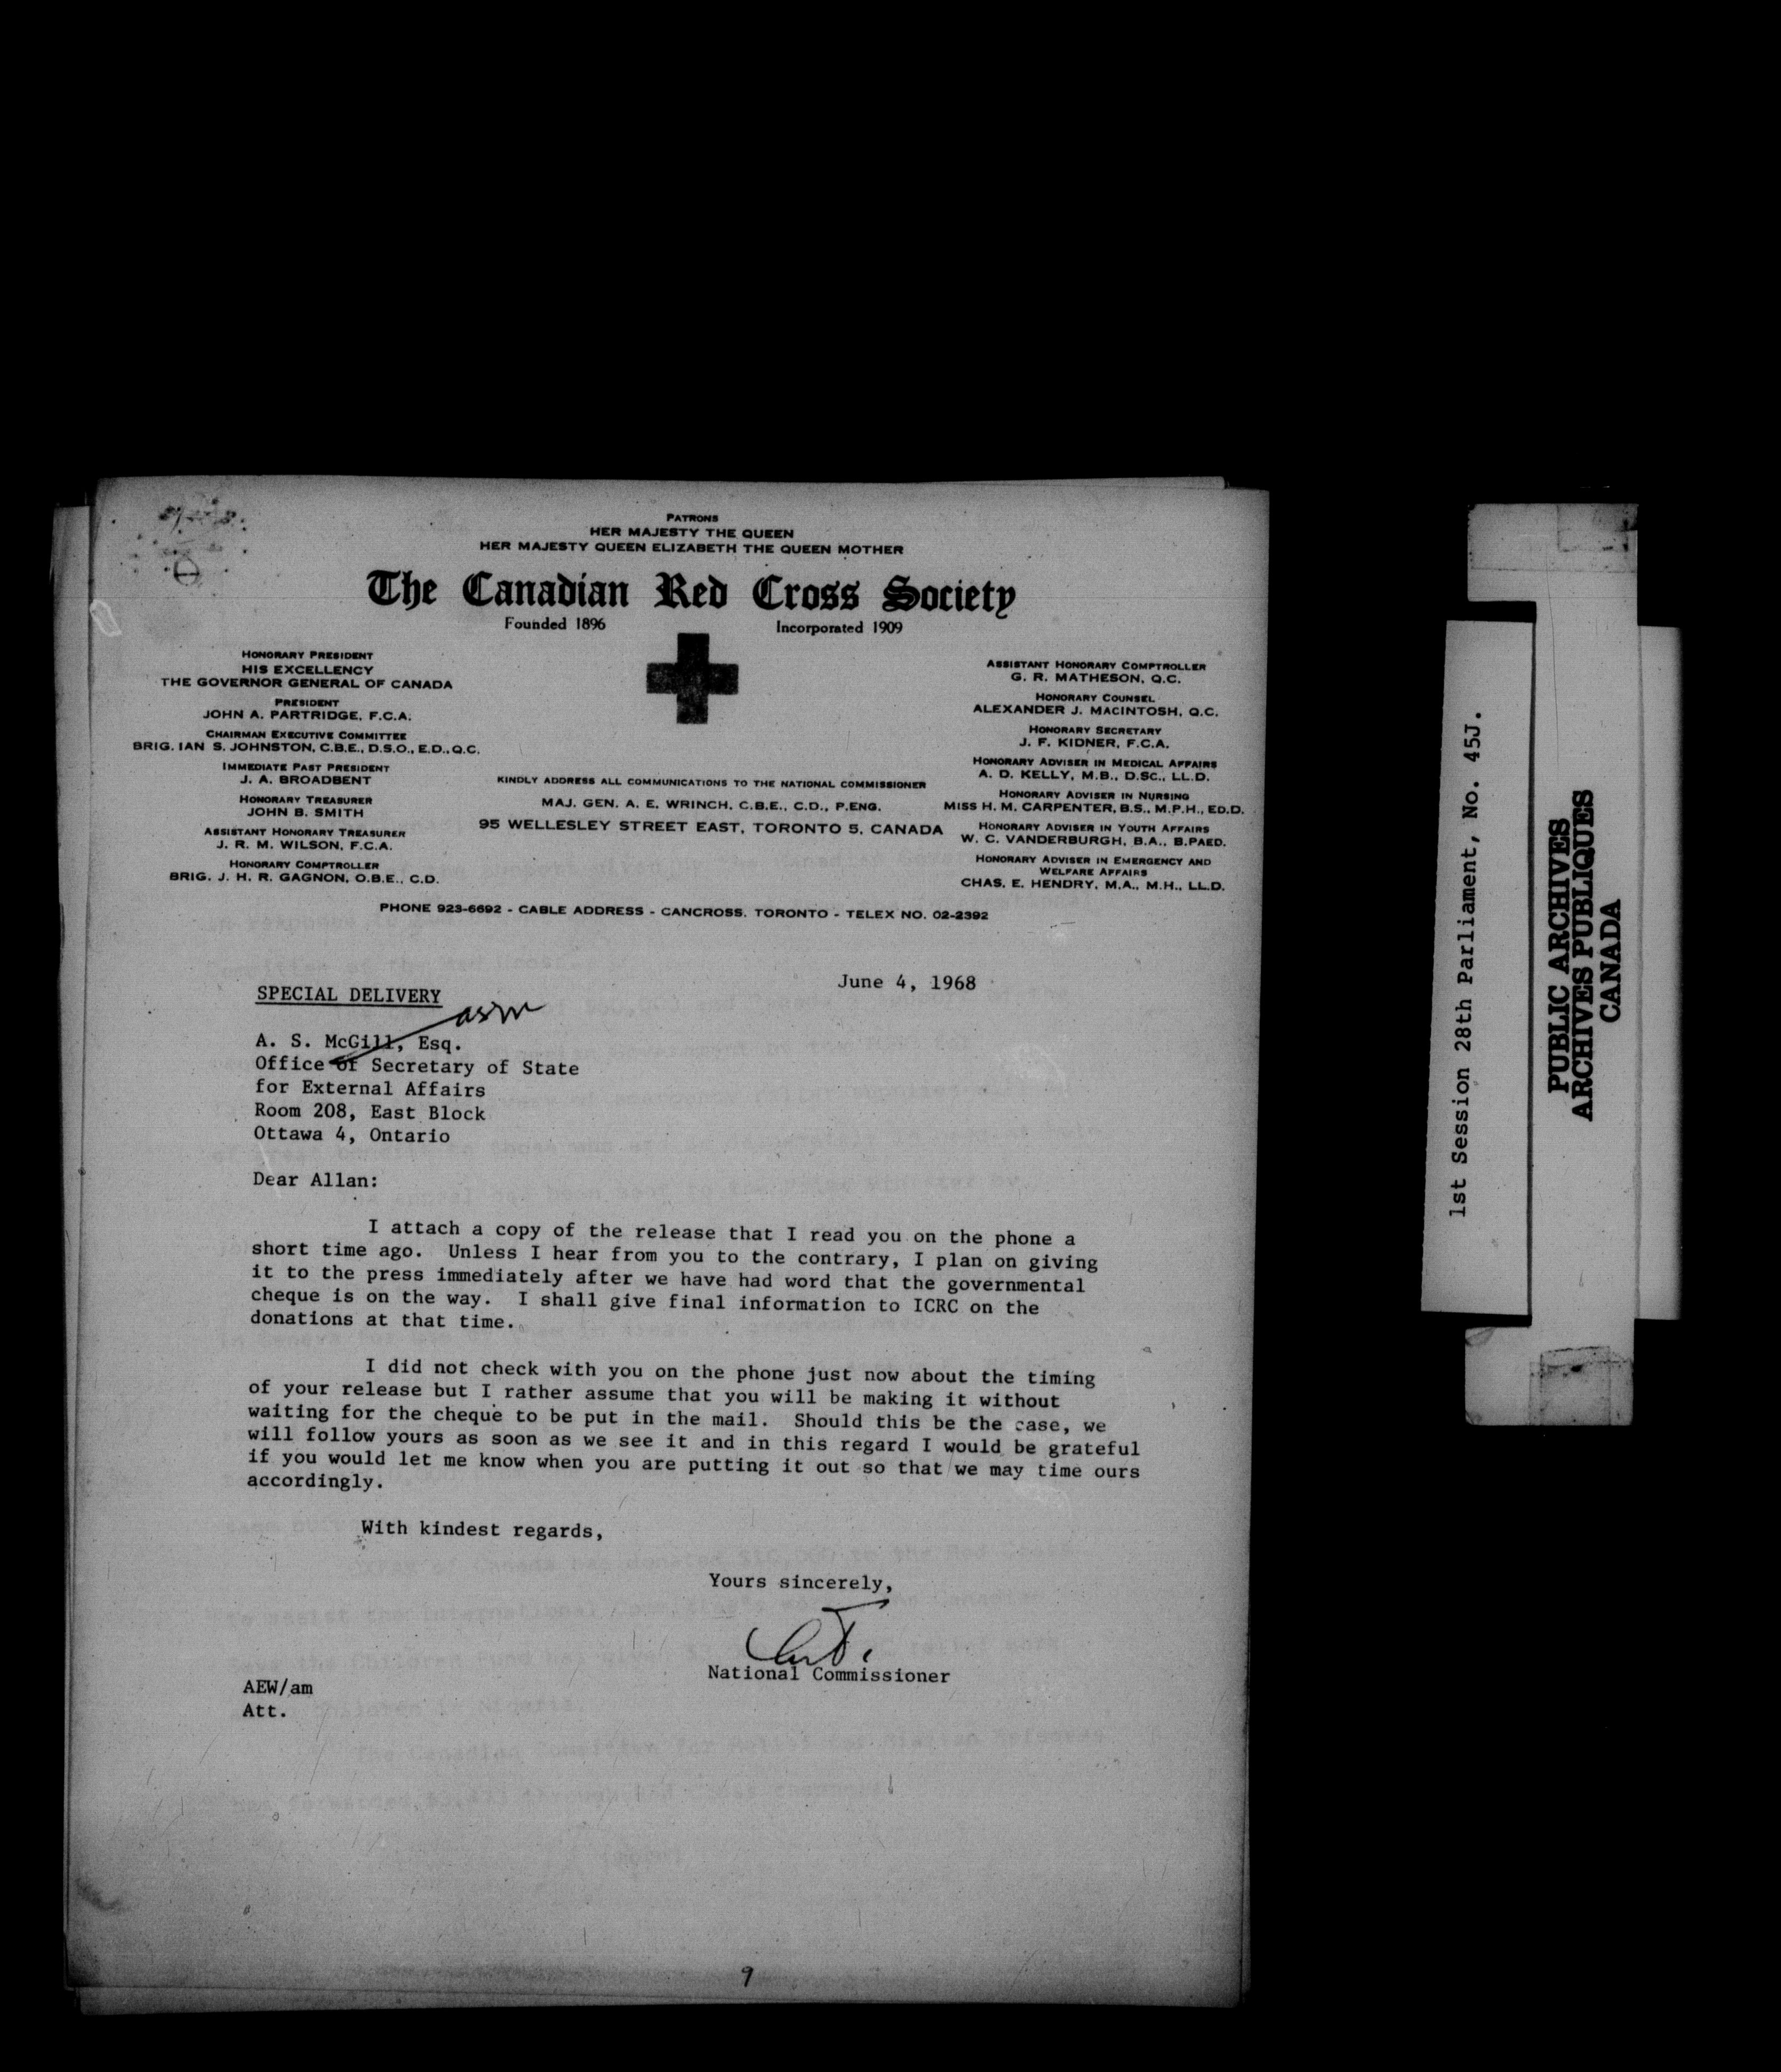 PATRONS
HER MAJESTY THE QUEEN
HER MAJESTY QUEEN ELIZABETH THE QUEEN MOTHER
The Canadian Red Cross Society
Founded 1896
Incorporated 1909
HONORARY PRESIDENT
HIS EXCELLENCY
THE GOVERNOR GENERAL OF CANADA
PRESIDENT
JOHN A. PARTRIDGE, F.C.A.
CHAIRMAN EXECUTIVE COMMITTEE
BRIG. IAN S. JOHNSTON, C.B.E., D.S.O., E.D., Q.C.
IMMEDIATE PAST PRESIDENT
J. A. BROADBENT
HONORARY TREASURER
JOHN B. SMITH
ASSISTANT HONORARY TREASURER
J. R. M. WILSON, F.C.A.
HONORARY COMPTROLLER
BRIG. J. H. R. GAGNON, O.B.E., C.D.
KINDLY ADDRESS ALL COMMUNICATIONS TO THE NATIONAL COMMISSIONER
MAJ. GEN. A. E. WRINCH, C.B.E., C.D., P.ENG.
95 WELLESLEY STREET EAST, TORONTO 5, CANADA
ASSISTANT HONORARY COMPTROLLER
G. R. MATHESON, Q.C.
HONORARY COUNSEL
ALEXANDER J. MACINTOSH, Q.C.
HONORARY SECRETARY
J. F. KIDNER, F.C.A.
HONORARY ADVISER IN MEDICAL AFFAIRS
A. D. KELLY, M.B., D.SC., LL.D.
HONORARY ADVISER IN NURSING
MISS H. M. CARPENTER, B.S., M.P.H., ED.D.
HONORARY ADVISER IN YOUTH AFFAIRS
W. C. VANDERBURGH, B.A., B.PAED.
HONORARY ADVISER IN EMERGENCY AND
WELFARE AFFAIRS
CHAS. E. HENDRY, M.A., M.H., LL.D.
PHONE 923-6692 - CABLE ADDRESS - CANCROSS, TORONTO - TELEX NO. 02-2392
June 4, 1968
SPECIAL DELIVERY
asm
A. S. McGill, Esq.
Office of Secretary of State
for External Affairs
Room 208, East Block
Ottawa 4, Ontario
Dear Allan:
I attach a copy of the release that I read you on the phone a
short time ago. Unless I hear from you to the contrary, I plan on giving
it to the press immediately after we have had word that the governmental
cheque is on the way. I shall give final information to ICRC on the
donations at that time.
I did not check with you on the phone just now about the timing
of your release but I rather assume that you will be making it without
waiting for the cheque to be put in the mail. Should this be the case, we
will follow yours as soon as we see it and in this regard I would be grateful
if you would let me know when you are putting it out so that we may time ours
accordingly.
With kindest regards,
Yours sincerely,
National Commissioner
AEW/am
Att.
9
1st Session 28th Parliament, No. 45J.
PUBLIC ARCHIVES
ARCHIVES PUBLIQUES
CANADA